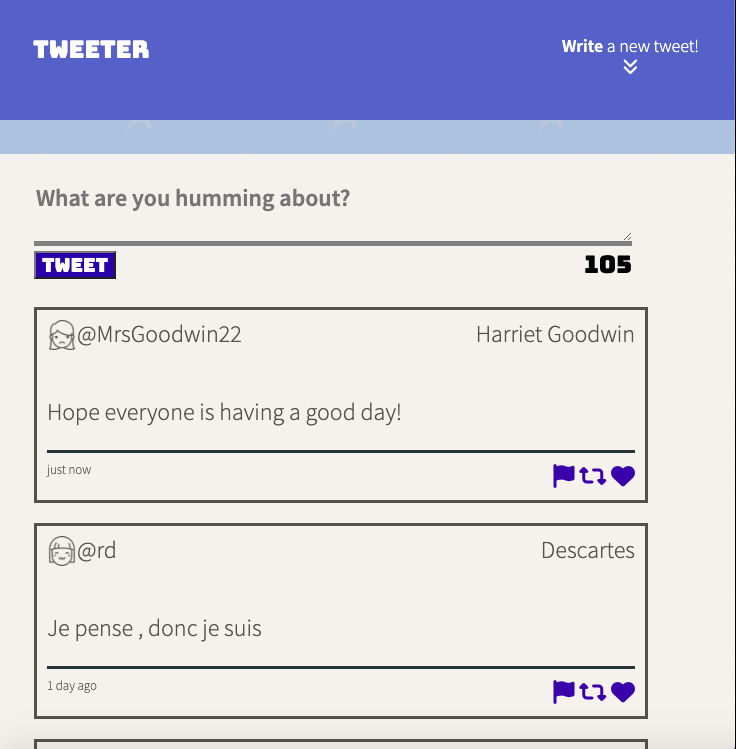 TWEETER
Write a new tweet!
What are you humming about?
TWEET 105
@MrsGoodwin22 Harriet Goodwin
Hope everyone is having a good day!
just now
@rd Descartes
Je pense , donc je suis
1 day ago